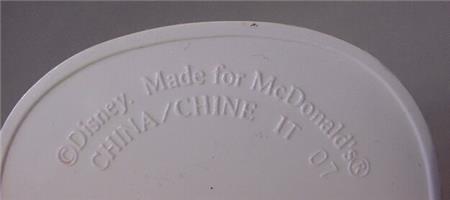 ©Disney. Made for McDonald's®
CHINA/CHINE IT 07